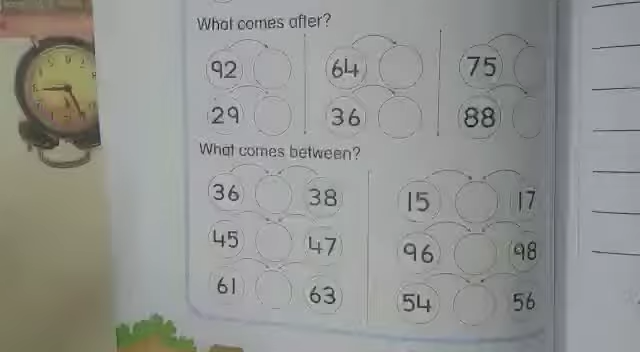 What comes after?
92 64 75
29 36 88
What comes between?
36 38 15 17
45 47 96 98
61 63 54 56